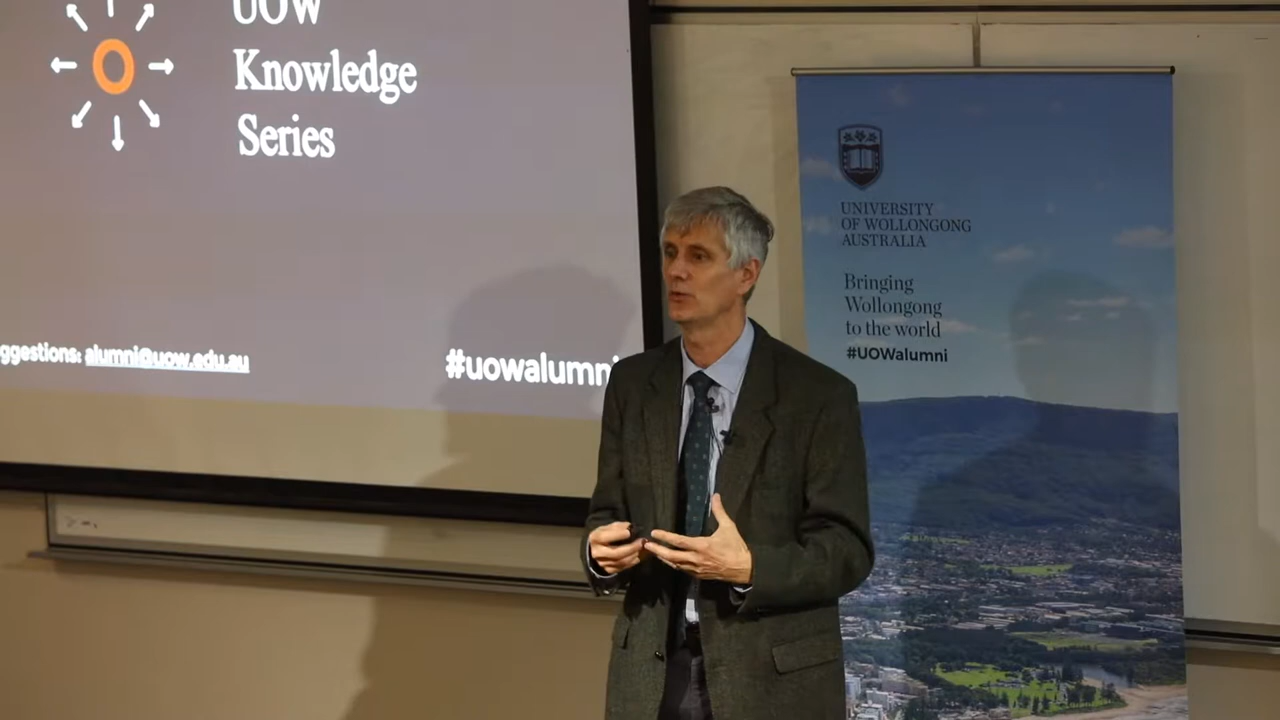 UOW
Knowledge
Series
ggestions: alumni@uow.edu.au
#uowalumni
UNIVERSITY
OF WOLLONGONG
AUSTRALIA
Bringing
Wollongong
to the world
#UOWalumni